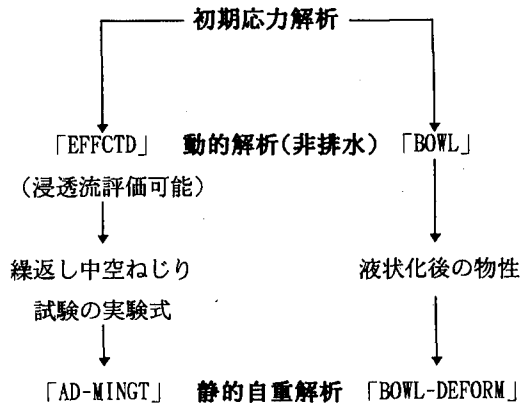 初期応力解析
「EFFCTD」 動的解析(非排水) 「BOWL」
(浸透流評価可能)
繰返し中空ねじり 液状化後の物性
試験の実験式
「AD-MINGT」 静的自重解析 「BOWL-DEFORM」